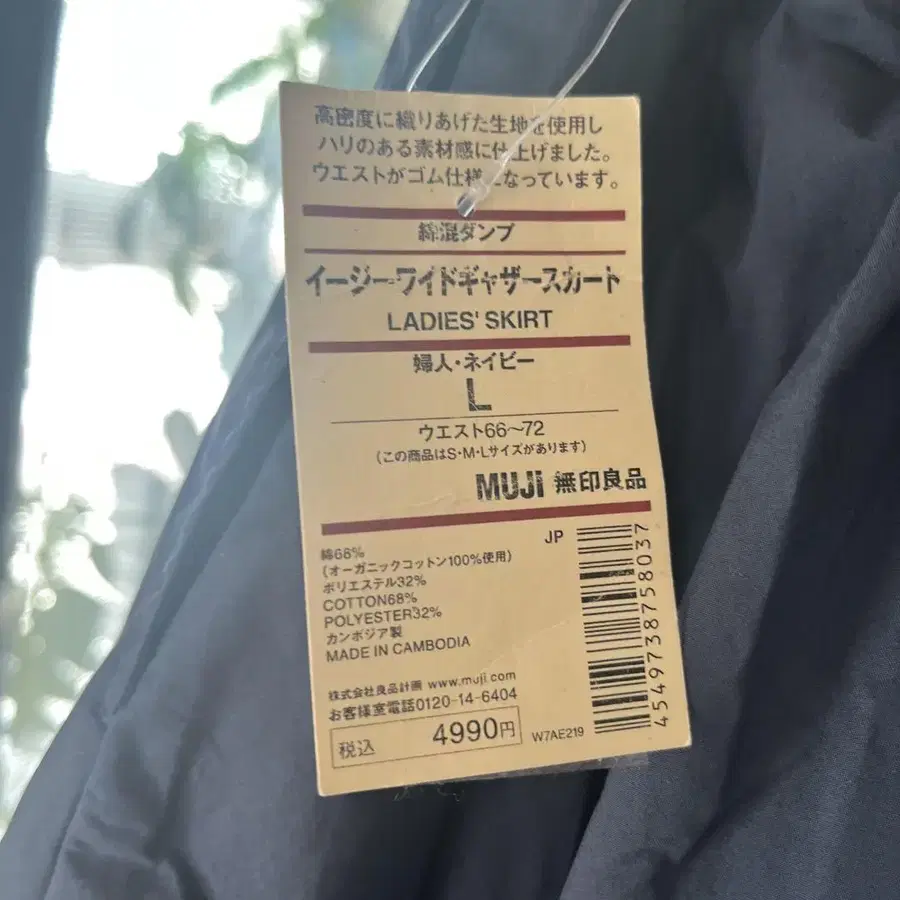 高密度に織りあげた生地を使用し
ハリのある素材感に仕上げました。
ウエストがゴム仕様になっています。
綿混ダンプ
イージーワイドギャザースカート
LADIES' SKIRT
婦人・ネイビー
L
ウエスト66〜72
(この商品はS・M・Lサイズがあります)
MUJI 無印良品
JP
綿68%
(オーガニックコットン100%使用)
ポリエステル32%
COTTON68%
POLYESTER32%
カンボジア製
MADE IN CAMBODIA
株式会社良品計画 www.muji.com
お客様室電話0120-14-6404
税込 4990円
W7AE219
4549738758037